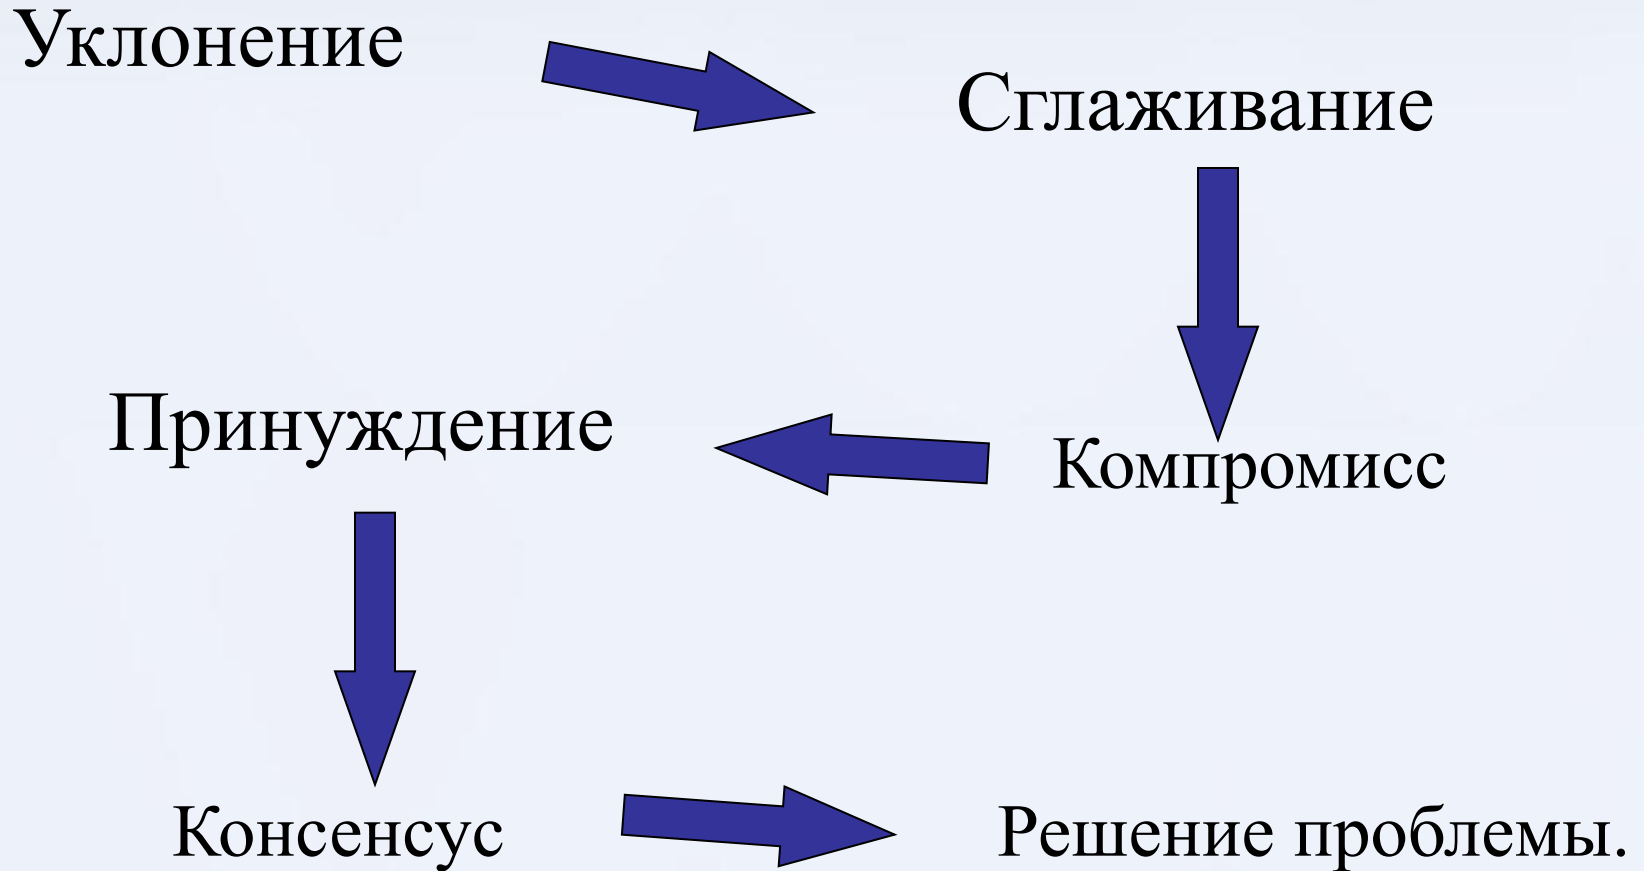 Уклонение
Сглаживание
Принуждение
Компромисс
Консенсус
Решение проблемы.